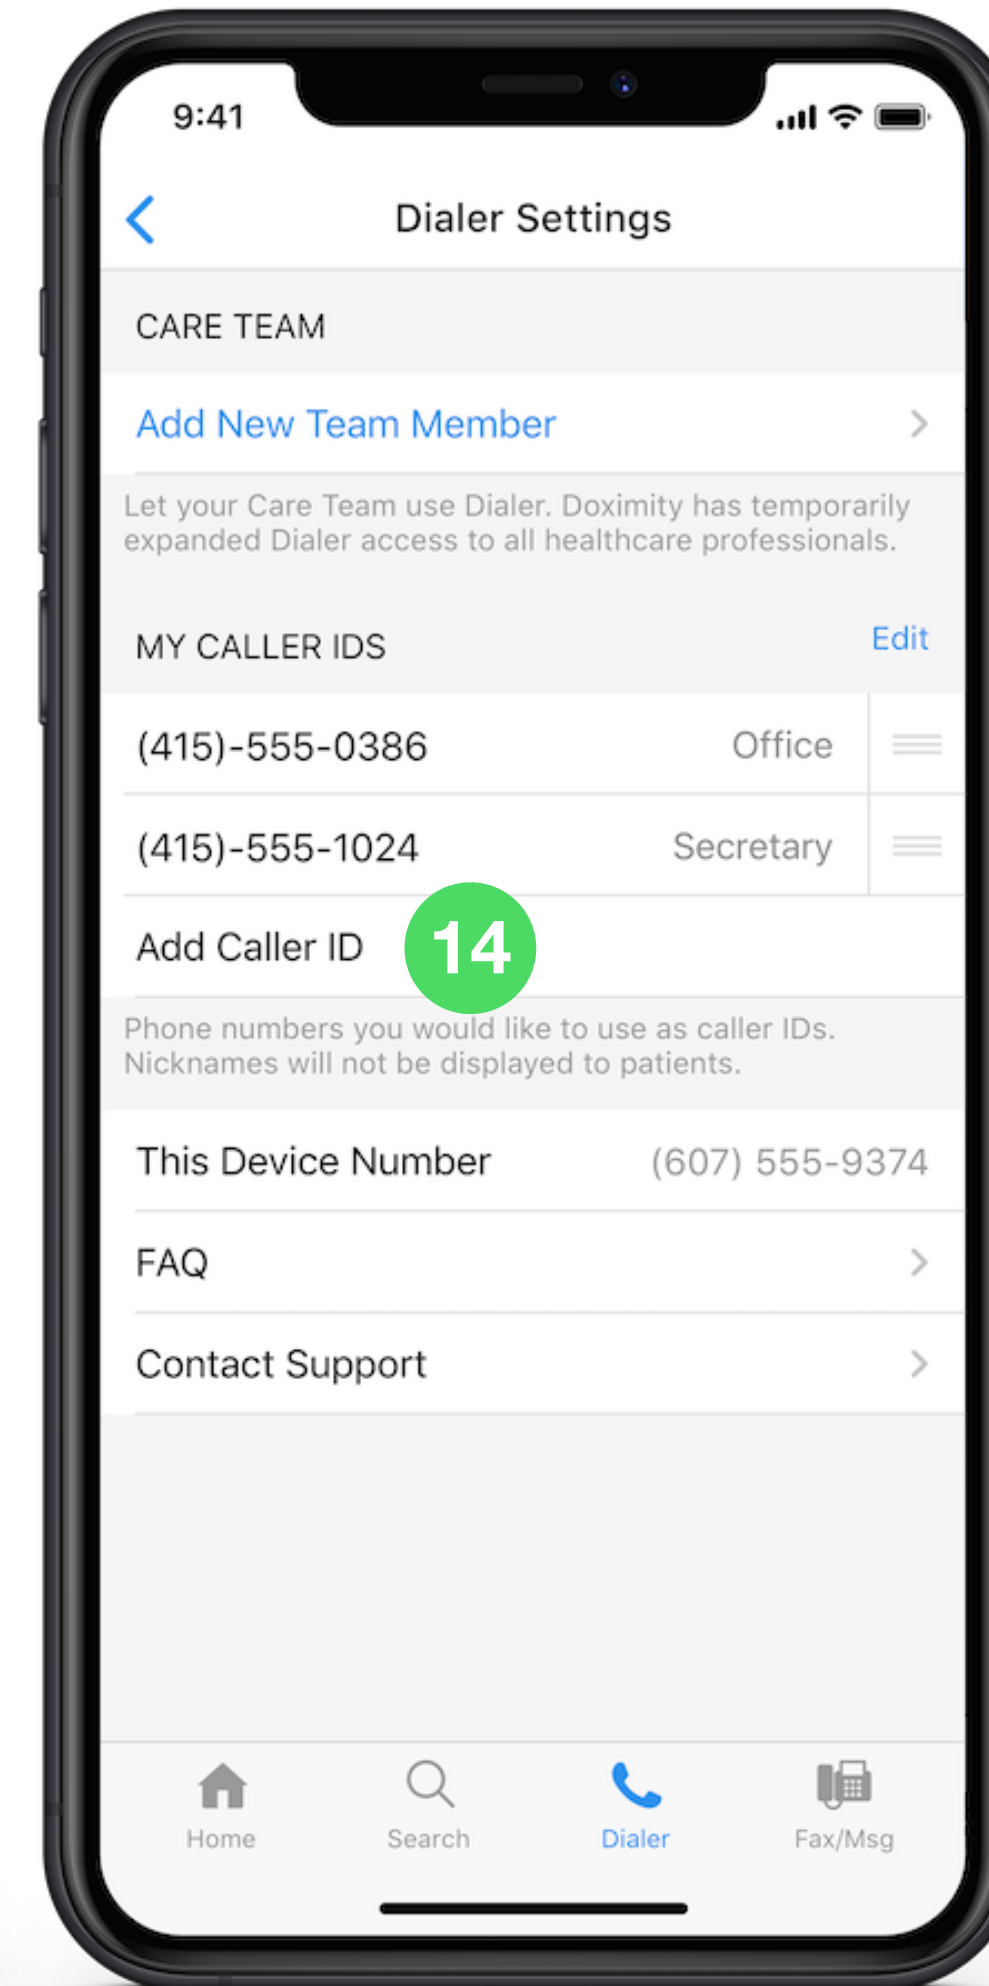 9:41
Dialer Settings
CARE TEAM
Add New Team Member
Let your Care Team use Dialer. Doximity has temporarily
expanded Dialer access to all healthcare professionals.
MY CALLER IDS Edit
(415)-555-0386 Office
(415)-555-1024 Secretary
Add Caller ID 14
Phone numbers you would like to use as caller IDs.
Nicknames will not be displayed to patients.
This Device Number (607) 555-9374
FAQ
Contact Support
Home Search Dialer Fax/Msg